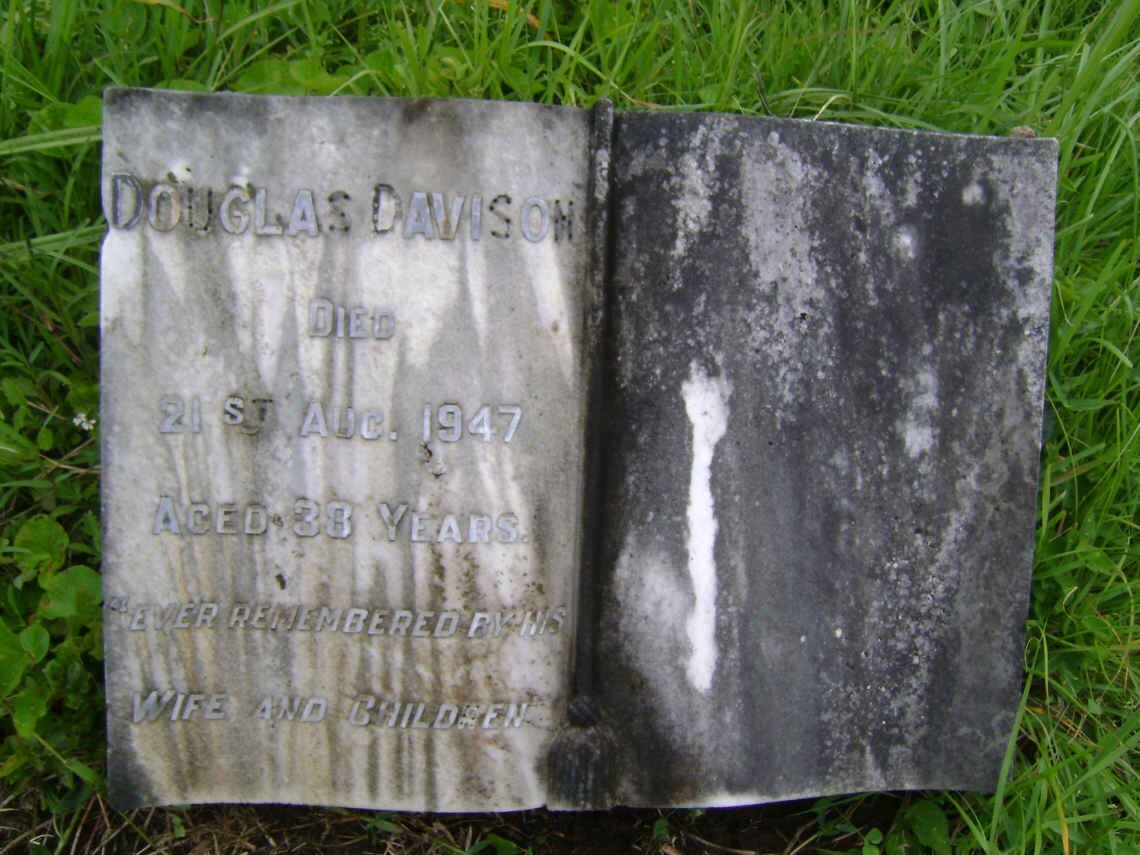 DOUGLAS DAVISON
DIED
21ST AUG. 1947
AGED 38 YEARS.
"EVER REMEMBERED BY HIS
WIFE AND CHILDREN"